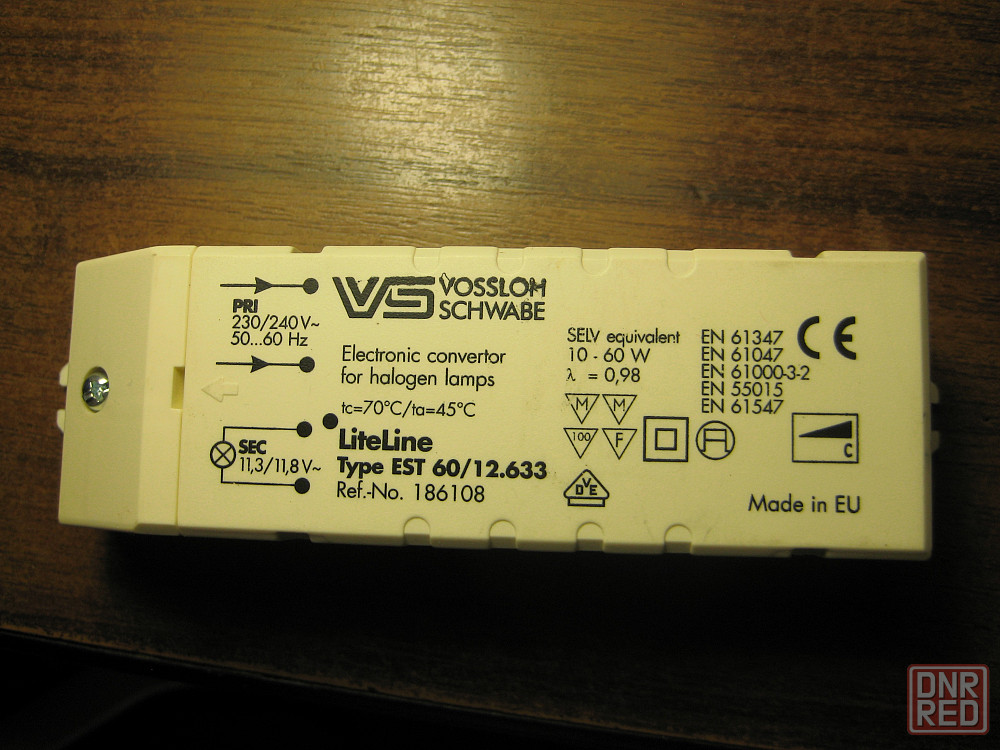 PRI
230/240V~
50...60 Hz
SEC
11,3/11,8V~
VS
VOSSLOH
SCHWABE
Electronic convertor
for halogen lamps
tc=70°C/ta=45°C
LiteLine
Type EST 60/12.633
Ref.-No. 186108
SELV equivalent
10 - 60 W
λ = 0,98
M M
100 F
DVE
EN 61347
EN 61047
EN 61000-3-2
EN 55015
EN 61547
CE
C
Made in EU
DNR
RED